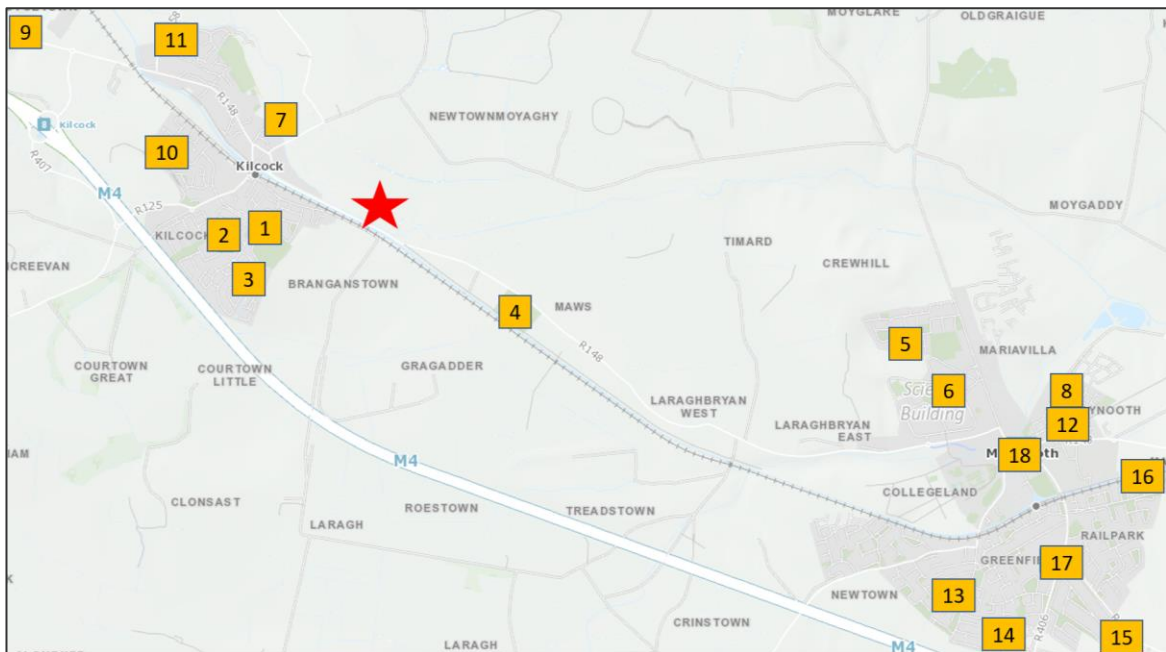 9
11
MOYGLARE
OLDGRAIGUE
R148
7
NEWTOWNMOYAGHY
Kilcock
R407
10
Kilcock
M4
R125
MOYGADDY
2
1
KILCOCK
TIMARD
CREWHILL
3
BRANGANSTOWN
4
MAWS
R148
5
MARIAVILLA
COURTOWN
GREAT
COURTOWN
LITTLE
GRAGADDER
6
8
Building
LARAGHBRYAN
WEST
LARAGHBRYAN
EAST
12
18
M4
16
COLLEGELAND
CLONSAST
ROESTOWN
TREADSTOWN
LARAGH
RAILPARK
17
NEWTOWN
13
CRINSTOWN
14
R406
15
LARAGH
M4